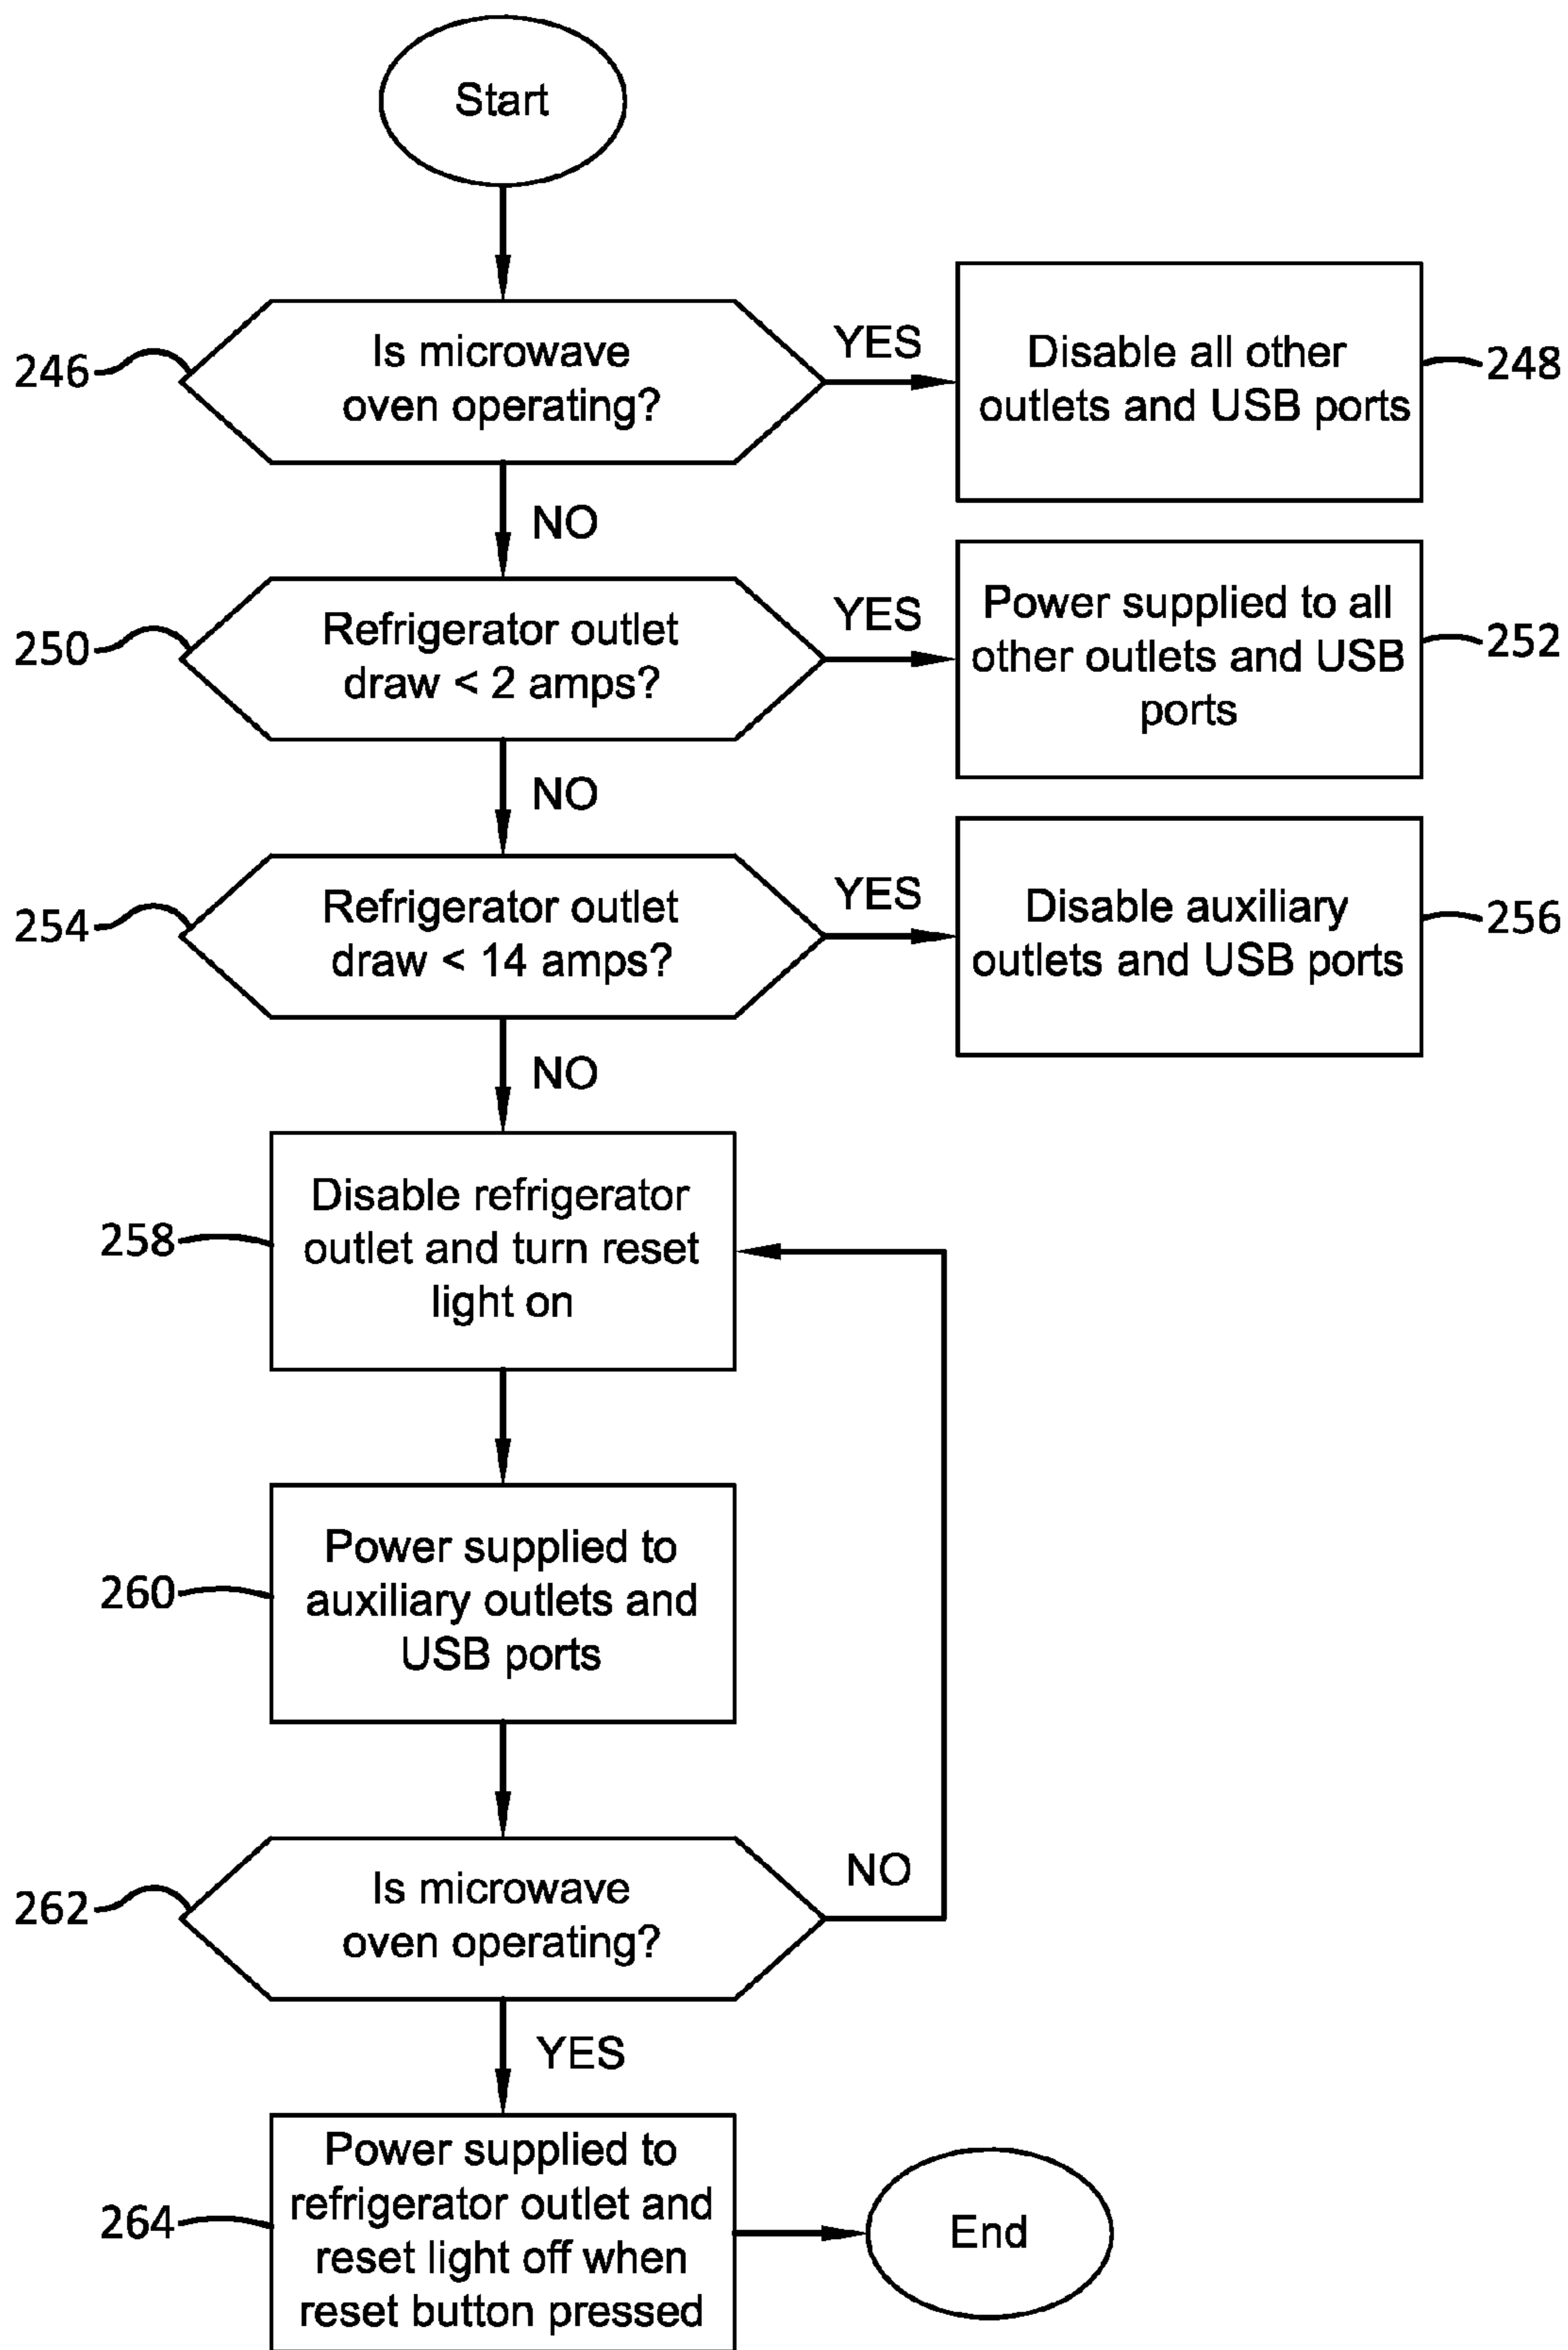 Start
246
Is microwave
oven operating?
YES
Disable all other
outlets and USB ports
248
NO
250
Refrigerator outlet
draw < 2 amps?
YES
Power supplied to all
other outlets and USB
ports
252
NO
254
Refrigerator outlet
draw < 14 amps?
YES
Disable auxiliary
outlets and USB ports
256
NO
258
Disable refrigerator
outlet and turn reset
light on
260
Power supplied to
auxiliary outlets and
USB ports
262
Is microwave
oven operating?
NO
YES
264
Power supplied to
refrigerator outlet and
reset light off when
reset button pressed
End